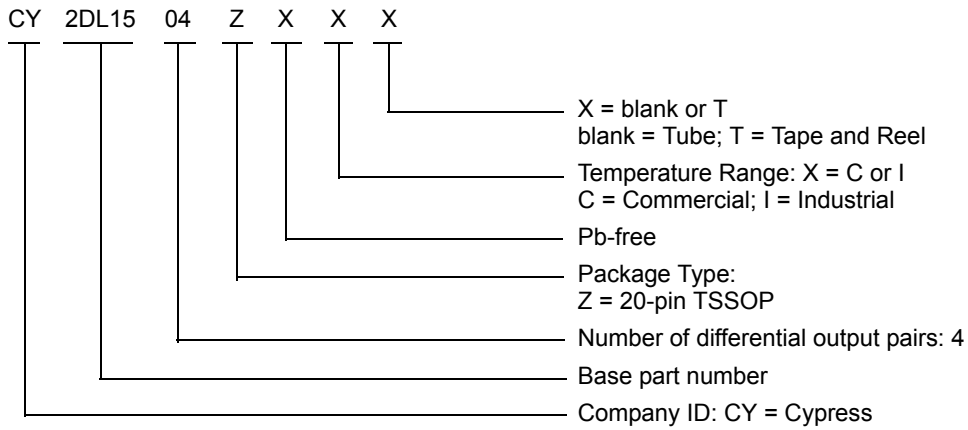 CY 2DL15 04 Z X X X
X = blank or T
blank = Tube; T = Tape and Reel
Temperature Range: X = C or I
C = Commercial; I = Industrial
Pb-free
Package Type:
Z = 20-pin TSSOP
Number of differential output pairs: 4
Base part number
Company ID: CY = Cypress